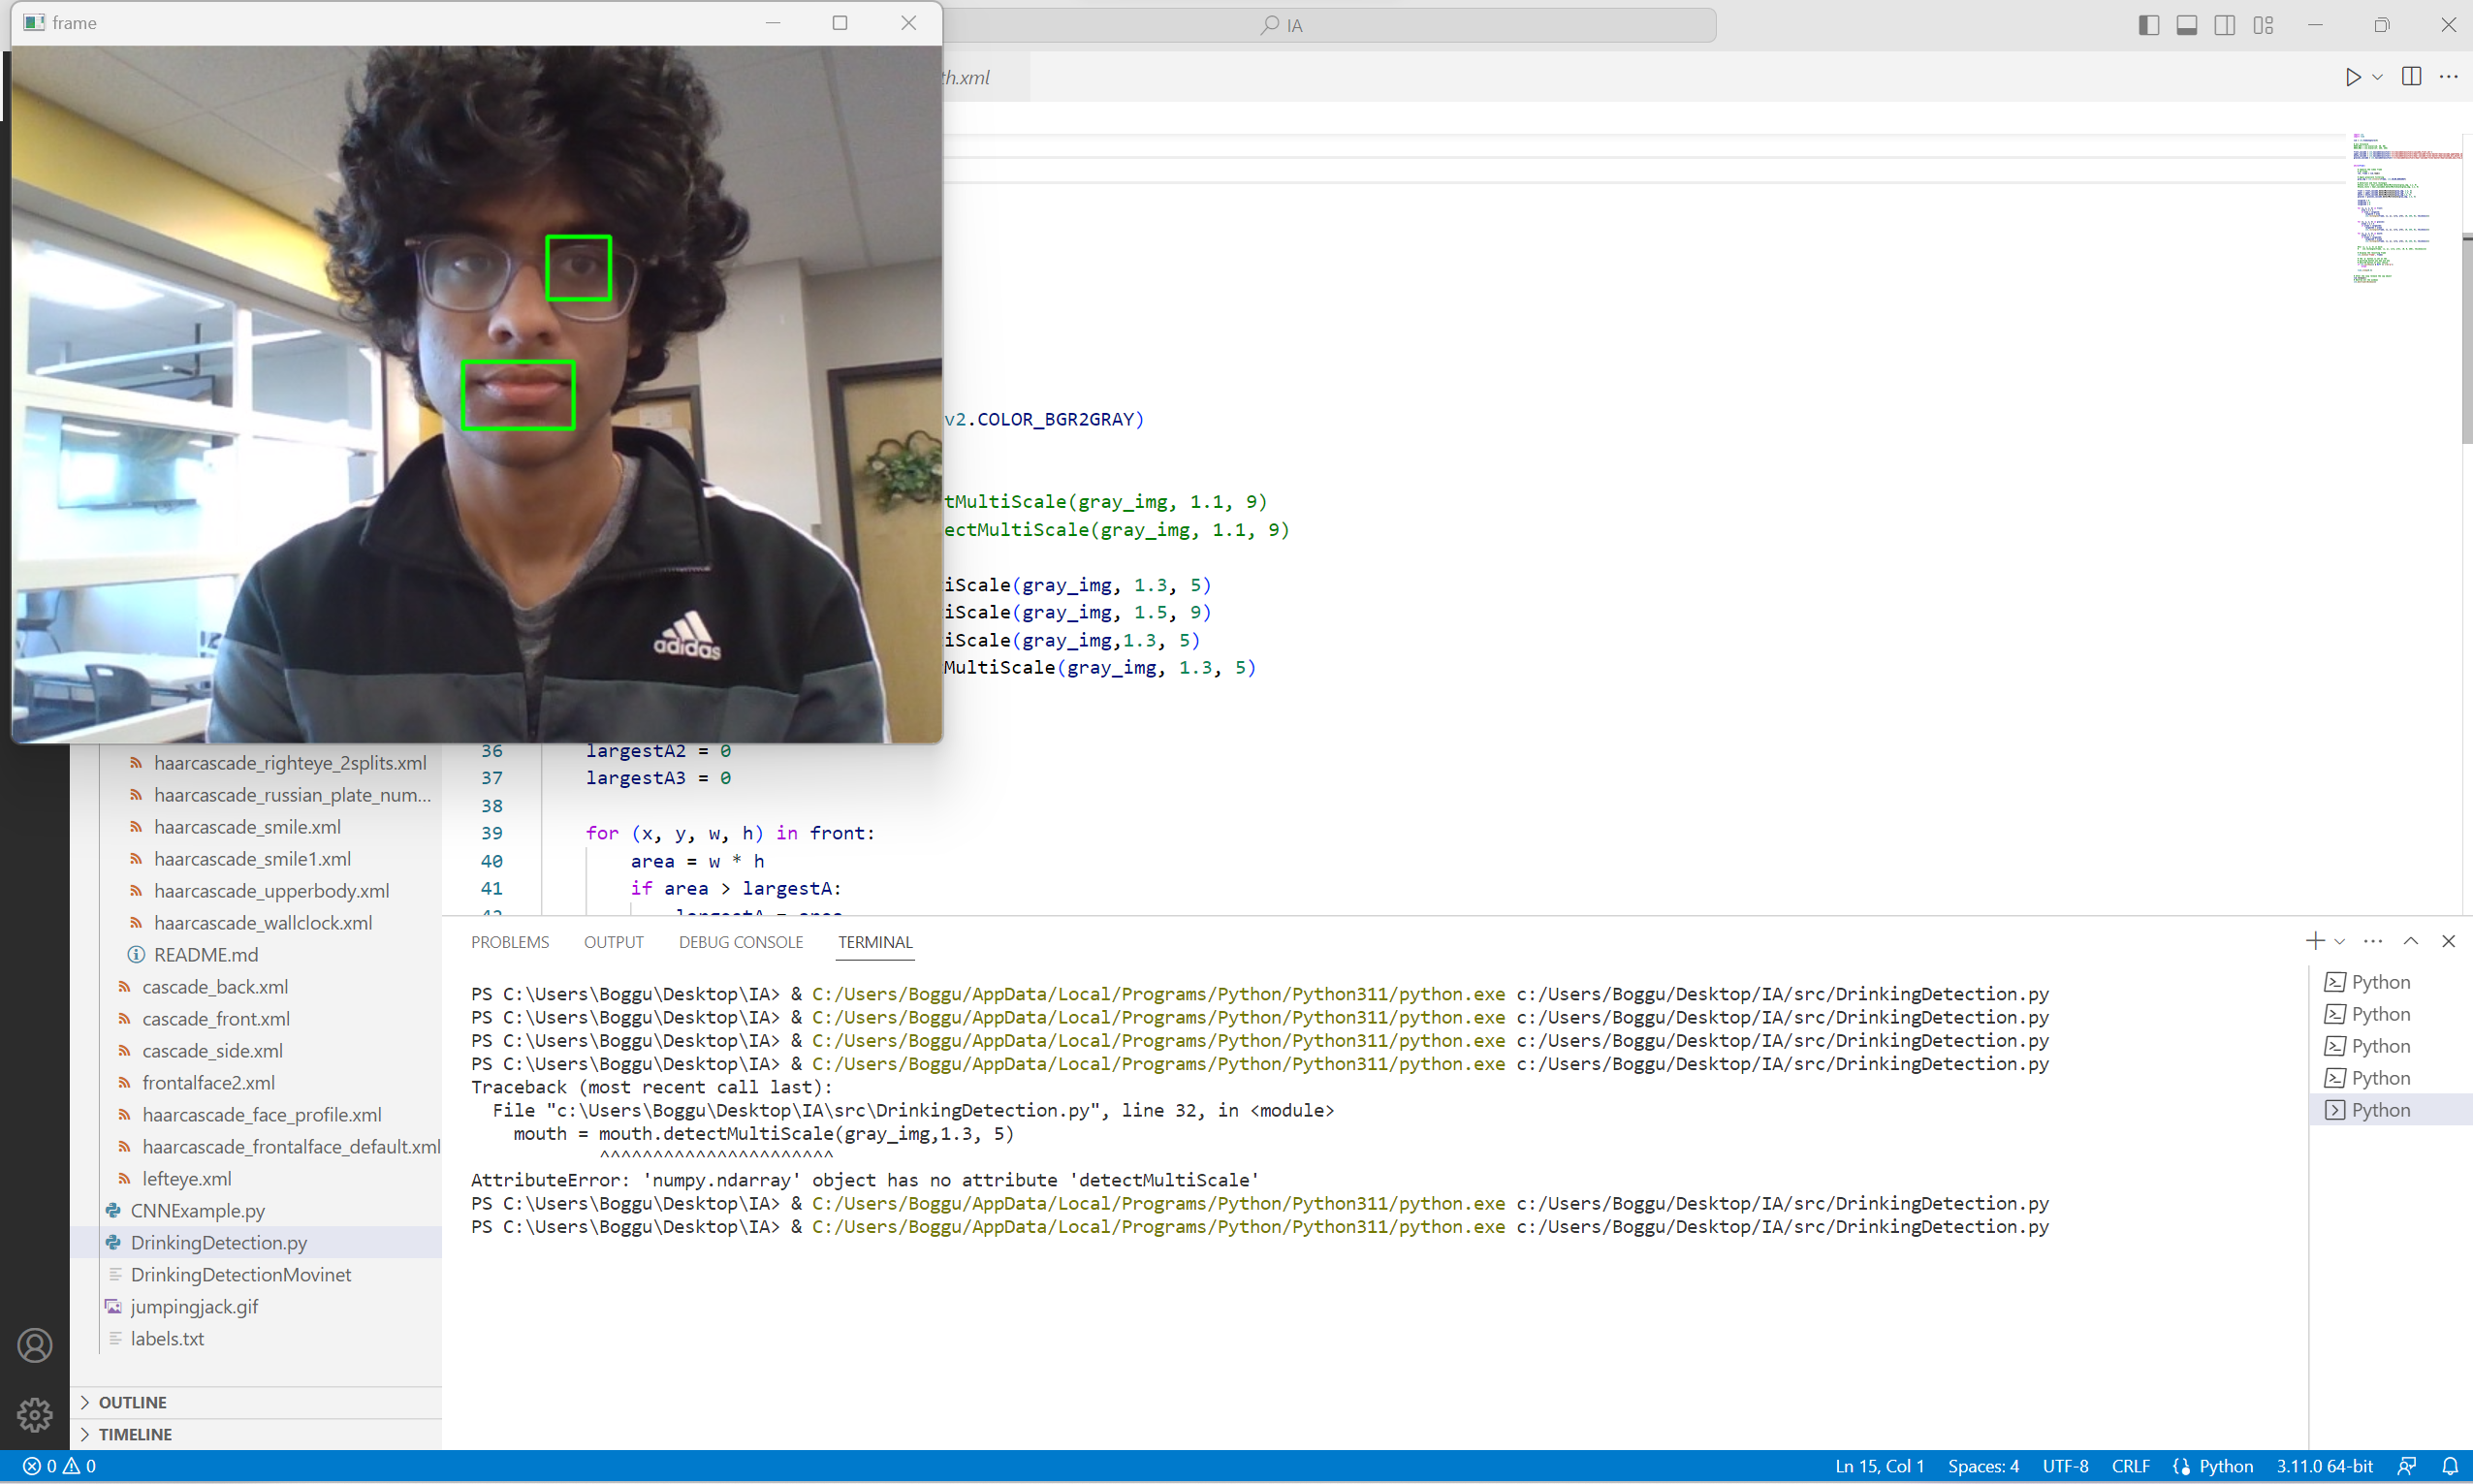 frame
IA
th.xml
v2.COLOR_BGR2GRAY)
tMultiScale(gray_img, 1.1, 9)
ectMultiScale(gray_img, 1.1, 9)
iScale(gray_img, 1.3, 5)
iScale(gray_img, 1.5, 9)
iScale(gray_img,1.3, 5)
MultiScale(gray_img, 1.3, 5)
adidas
36 largestA2 = 0
37 largestA3 = 0
38
39 for (x, y, w, h) in front:
40 area = w * h
41 if area > largestA:
42 largestA = area
haarcascade_righteye_2splits.xml
haarcascade_russian_plate_num...
haarcascade_smile.xml
haarcascade_smile1.xml
haarcascade_upperbody.xml
haarcascade_wallclock.xml
README.md
cascade_back.xml
cascade_front.xml
cascade_side.xml
frontalface2.xml
haarcascade_face_profile.xml
haarcascade_frontalface_default.xml
lefteye.xml
CNNExample.py
DrinkingDetection.py
DrinkingDetectionMovinet
jumpingjack.gif
labels.txt
OUTLINE
TIMELINE
PROBLEMS OUTPUT DEBUG CONSOLE TERMINAL
PS C:\Users\Boggu\Desktop\IA> & C:/Users/Boggu/AppData/Local/Programs/Python/Python311/python.exe c:/Users/Boggu/Desktop/IA/src/DrinkingDetection.py
PS C:\Users\Boggu\Desktop\IA> & C:/Users/Boggu/AppData/Local/Programs/Python/Python311/python.exe c:/Users/Boggu/Desktop/IA/src/DrinkingDetection.py
PS C:\Users\Boggu\Desktop\IA> & C:/Users/Boggu/AppData/Local/Programs/Python/Python311/python.exe c:/Users/Boggu/Desktop/IA/src/DrinkingDetection.py
PS C:\Users\Boggu\Desktop\IA> & C:/Users/Boggu/AppData/Local/Programs/Python/Python311/python.exe c:/Users/Boggu/Desktop/IA/src/DrinkingDetection.py
Traceback (most recent call last):
File "c:\Users\Boggu\Desktop\IA\src\DrinkingDetection.py", line 32, in <module>
mouth = mouth.detectMultiScale(gray_img,1.3, 5)
^^^^^^^^^^^^^^^^^^^^^^
AttributeError: 'numpy.ndarray' object has no attribute 'detectMultiScale'
PS C:\Users\Boggu\Desktop\IA> & C:/Users/Boggu/AppData/Local/Programs/Python/Python311/python.exe c:/Users/Boggu/Desktop/IA/src/DrinkingDetection.py
PS C:\Users\Boggu\Desktop\IA> & C:/Users/Boggu/AppData/Local/Programs/Python/Python311/python.exe c:/Users/Boggu/Desktop/IA/src/DrinkingDetection.py
Python
Python
Python
Python
Python
0 0
Ln 15, Col 1 Spaces: 4 UTF-8 CRLF Python 3.11.0 64-bit